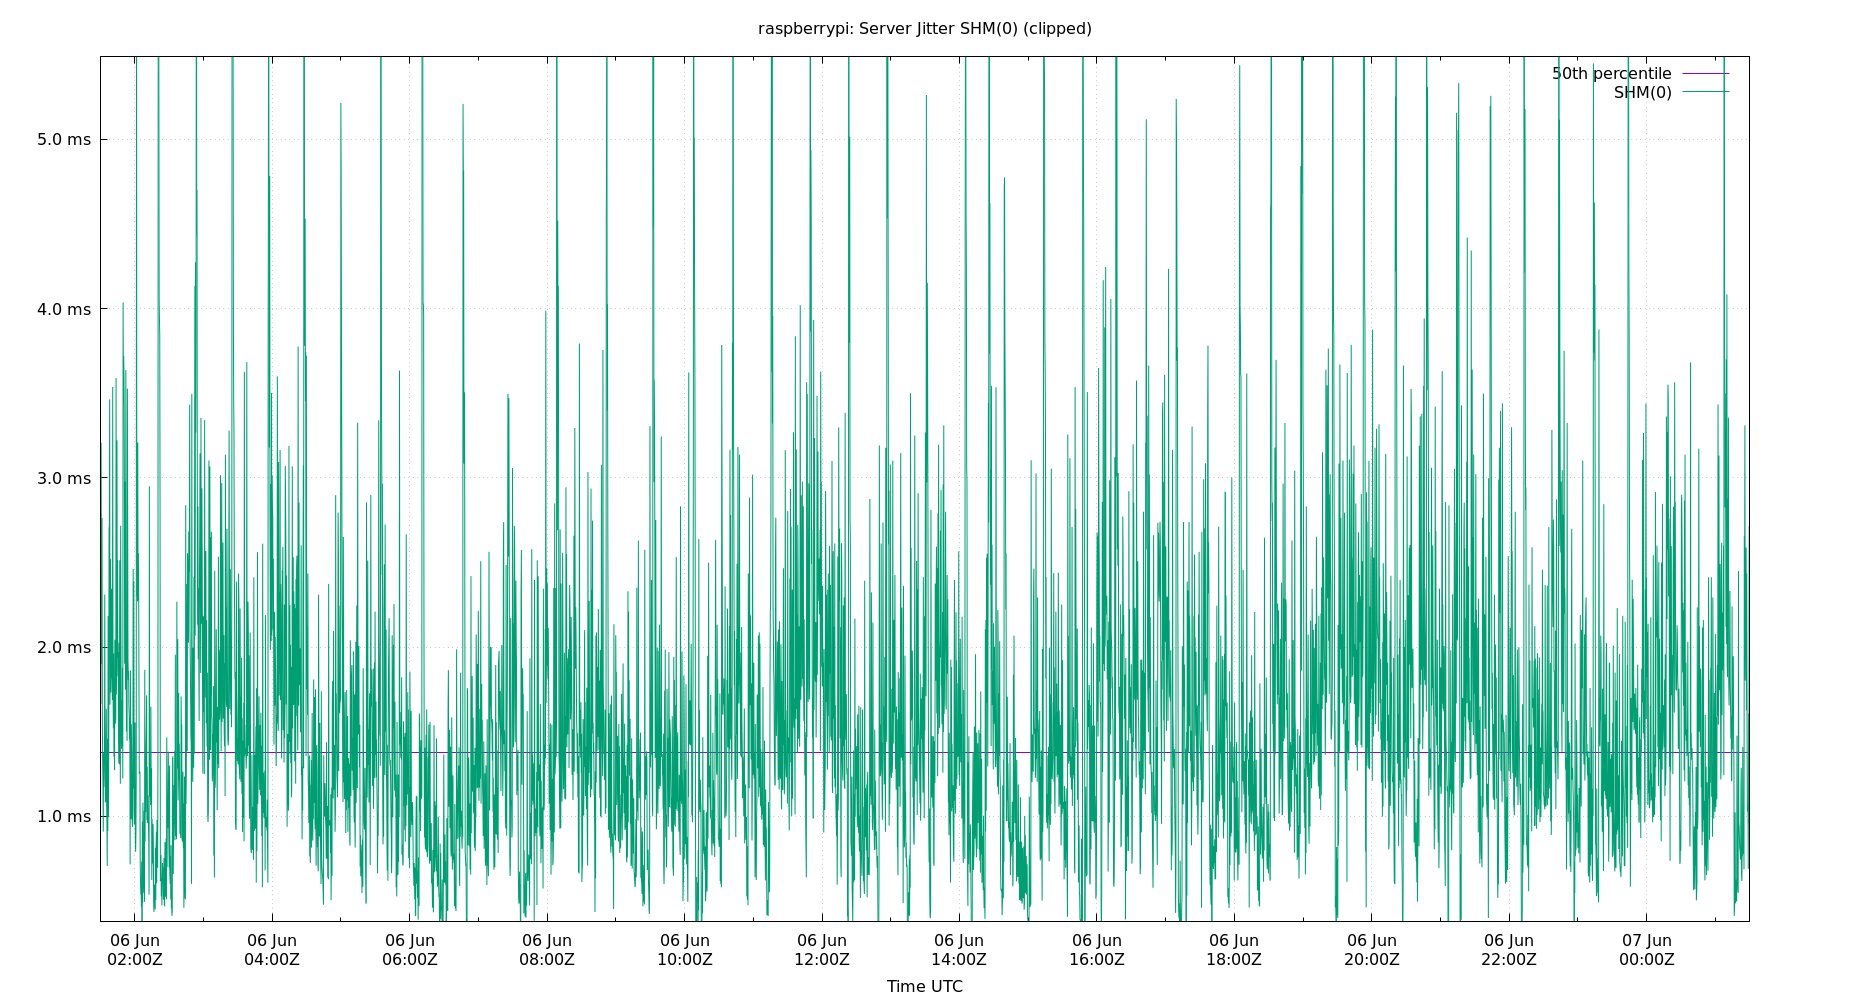 raspberrypi: Server Jitter SHM(0) (clipped)
50th percentile
SHM(0)
5.0 ms
4.0 ms
3.0 ms
2.0 ms
1.0 ms
06 Jun 06 Jun 06 Jun 06 Jun 06 Jun 06 Jun 06 Jun 06 Jun 06 Jun 06 Jun 06 Jun 07 Jun
02:00Z 04:00Z 06:00Z 08:00Z 10:00Z 12:00Z 14:00Z 16:00Z 18:00Z 20:00Z 22:00Z 00:00Z
Time UTC